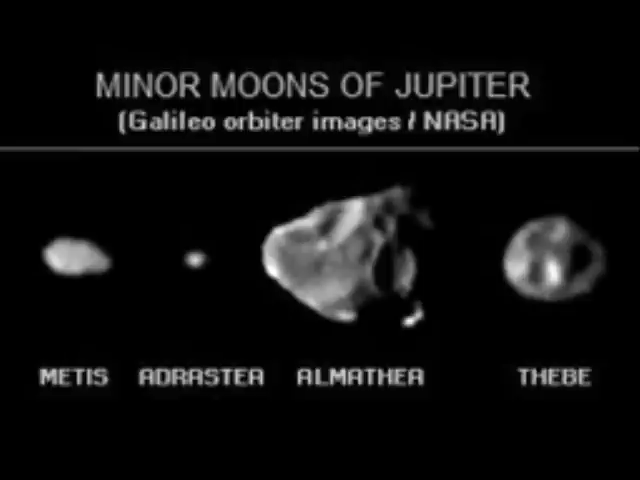 MINOR MOONS OF JUPITER
(Galileo orbiter images / NASA)
METIS ADRASTEA ALMATHEA THEBE